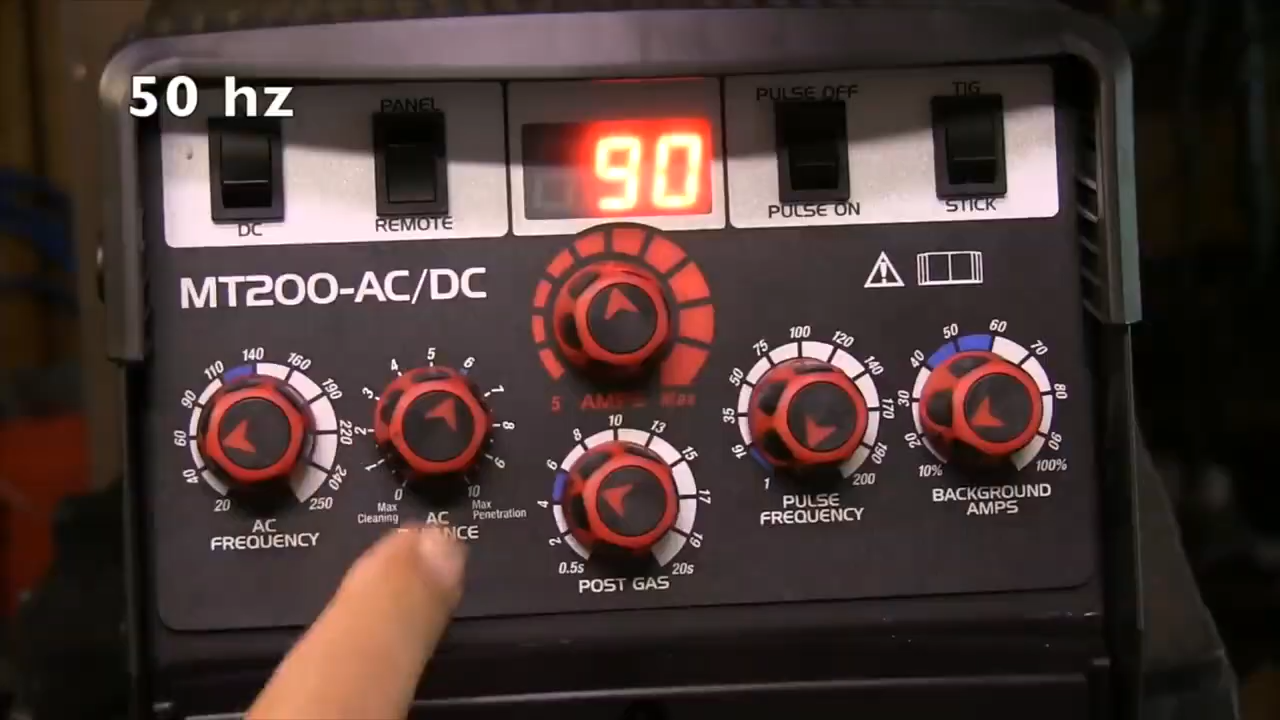 50 hz
PANEL
PULSE OFF
TIG
90
DC
REMOTE
PULSE ON
STICK
MT200-AC/DC
5 AMPS Max
20 40 60 90 110 140 160 190 220 240 250
AC
FREQUENCY
0 1 2 3 4 5 6 7 8 9 10
Max
Cleaning
Max
Penetration
AC
0.5s 2 4 6 8 10 13 15 17 19 20s
POST GAS
1 16 35 50 75 100 120 140 170 190 200
PULSE
FREQUENCY
10% 20 30 40 50 60 70 80 90 100%
BACKGROUND
AMPS